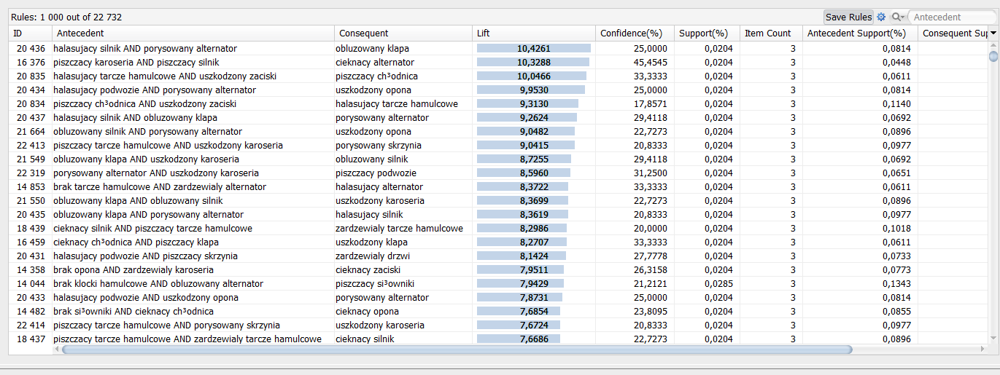 Rules: 1 000 out of 22 732 Save Rules Antecedent
ID Antecedent Consequent Lift Confidence(%) Support(%) Item Count Antecedent Support(%) Consequent Sup
20 436 halasujacy silnik AND porysowany alternator obluzowany klapa 10,4261 25,0000 0,0204 3 0,0814
16 376 piszczacy karoseria AND piszczacy silnik cieknacy alternator 10,3288 45,4545 0,0204 3 0,0448
20 835 halasujacy tarcze hamulcowe AND uszkodzony zaciski piszczacy ch³odnica 10,0466 33,3333 0,0204 3 0,0611
20 434 halasujacy podwozie AND porysowany alternator uszkodzony opona 9,9530 25,0000 0,0204 3 0,0814
20 834 piszczacy ch³odnica AND uszkodzony zaciski halasujacy tarcze hamulcowe 9,3130 17,8571 0,0204 3 0,1140
20 437 halasujacy silnik AND obluzowany klapa porysowany alternator 9,2624 29,4118 0,0204 3 0,0692
21 664 obluzowany silnik AND porysowany alternator uszkodzony opona 9,0482 22,7273 0,0204 3 0,0896
22 413 piszczacy tarcze hamulcowe AND uszkodzony karoseria porysowany skrzynia 9,0415 20,8333 0,0204 3 0,0977
21 549 obluzowany klapa AND uszkodzony karoseria obluzowany silnik 8,7255 29,4118 0,0204 3 0,0692
22 319 porysowany alternator AND uszkodzony karoseria piszczacy podwozie 8,5960 31,2500 0,0204 3 0,0651
14 853 brak tarcze hamulcowe AND zardzewialy alternator halasujacy alternator 8,3722 33,3333 0,0204 3 0,0611
21 550 obluzowany klapa AND obluzowany silnik uszkodzony karoseria 8,3699 22,7273 0,0204 3 0,0896
20 435 obluzowany klapa AND porysowany alternator halasujacy silnik 8,3619 20,8333 0,0204 3 0,0977
18 439 cieknacy silnik AND piszczacy tarcze hamulcowe zardzewialy tarcze hamulcowe 8,2986 20,0000 0,0204 3 0,1018
16 459 cieknacy ch³odnica AND piszczacy klapa uszkodzony klapa 8,2707 33,3333 0,0204 3 0,0611
20 431 halasujacy podwozie AND piszczacy skrzynia zardzewialy drzwi 8,1424 27,7778 0,0204 3 0,0733
14 358 brak opona AND zardzewialy karoseria cieknacy zaciski 7,9511 26,3158 0,0204 3 0,0773
14 044 brak klocki hamulcowe AND obluzowany alternator piszczacy si³owniki 7,9429 21,2121 0,0285 3 0,1343
20 433 halasujacy podwozie AND uszkodzony opona porysowany alternator 7,8731 25,0000 0,0204 3 0,0814
14 482 brak si³owniki AND cieknacy ch³odnica cieknacy opona 7,6854 23,8095 0,0204 3 0,0855
22 414 piszczacy tarcze hamulcowe AND porysowany skrzynia uszkodzony karoseria 7,6724 20,8333 0,0204 3 0,0977
18 437 piszczacy tarcze hamulcowe AND zardzewialy tarcze hamulcowe cieknacy silnik 7,6686 22,7273 0,0204 3 0,0896